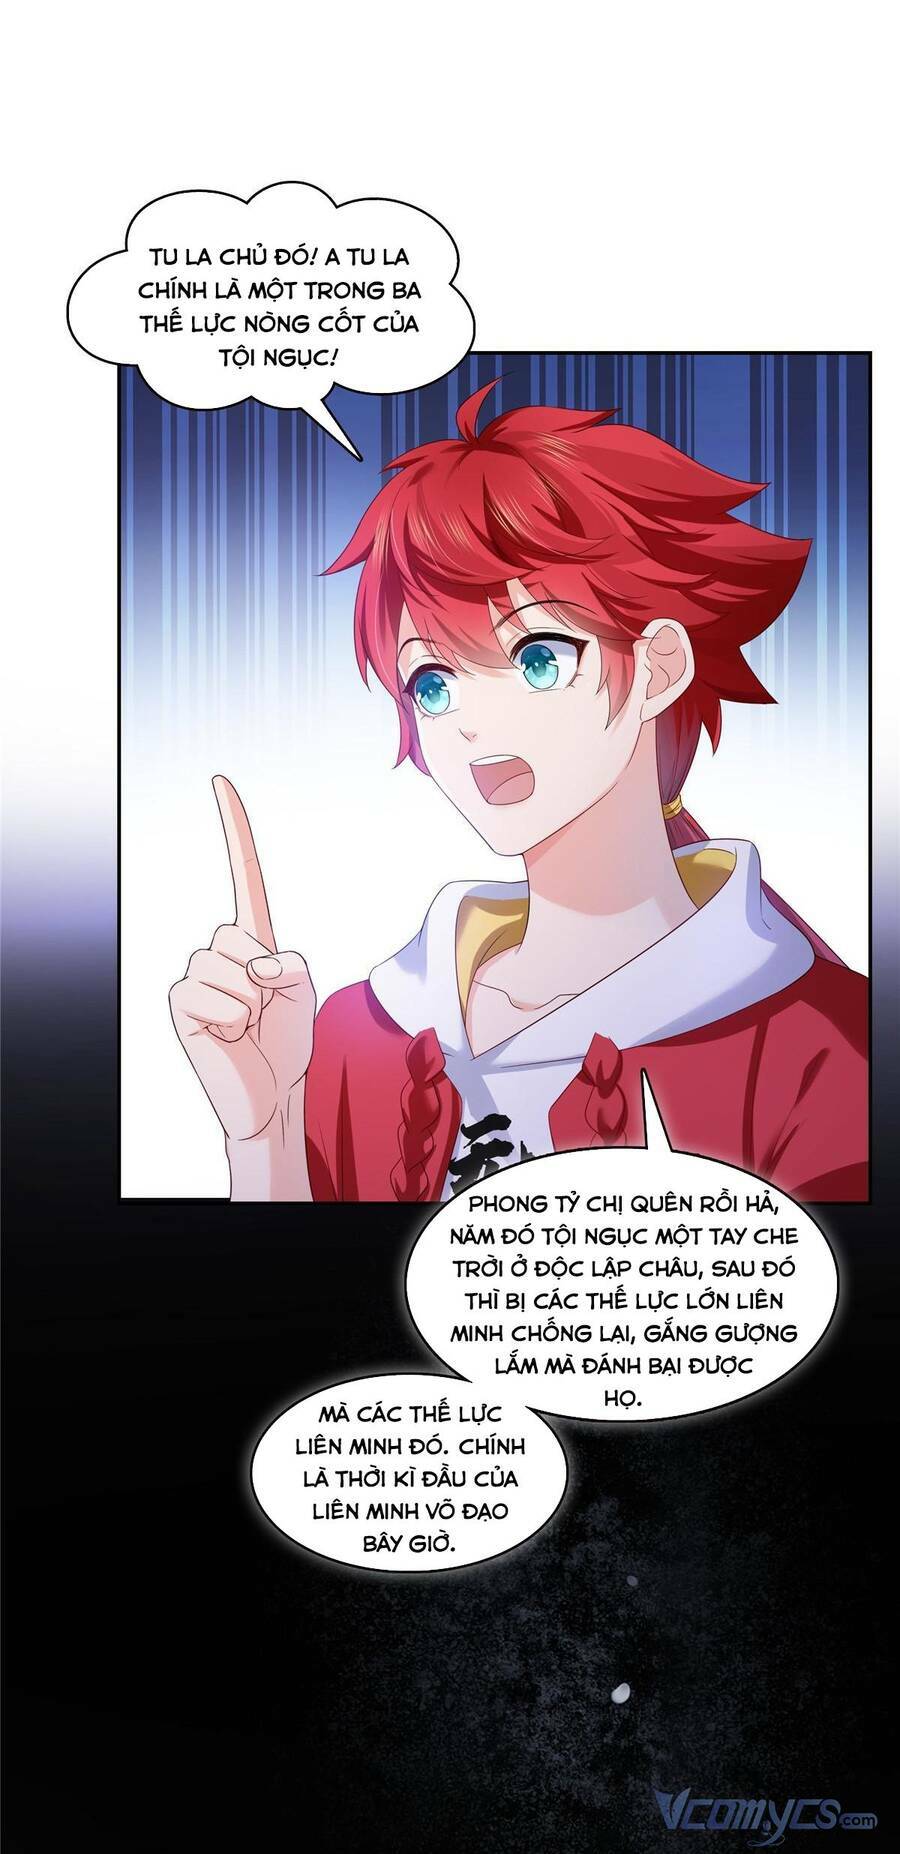 TU LA CHỦ ĐÓ! A TU LA
CHÍNH LÀ MỘT TRONG BA
THẾ LỰC NÒNG CỐT CỦA
TỘI NGỤC!
PHONG TỶ CHỊ QUÊN RỒI HẢ,
NĂM ĐÓ TỘI NGỤC MỘT TAY CHE
TRỜI Ở ĐỘC LẬP CHÂU, SAU ĐÓ
THÌ BỊ CÁC THẾ LỰC LỚN LIÊN
MINH CHỐNG LẠI, GẮNG GƯỢNG
LẮM MÀ ĐÁNH BẠI ĐƯỢC
HỌ.
MÀ CÁC THẾ LỰC
LIÊN MINH ĐÓ. CHÍNH
LÀ THỜI KÌ ĐẦU CỦA
LIÊN MINH VÕ ĐẠO
BÂY GIỜ.
VCOMYCS.com